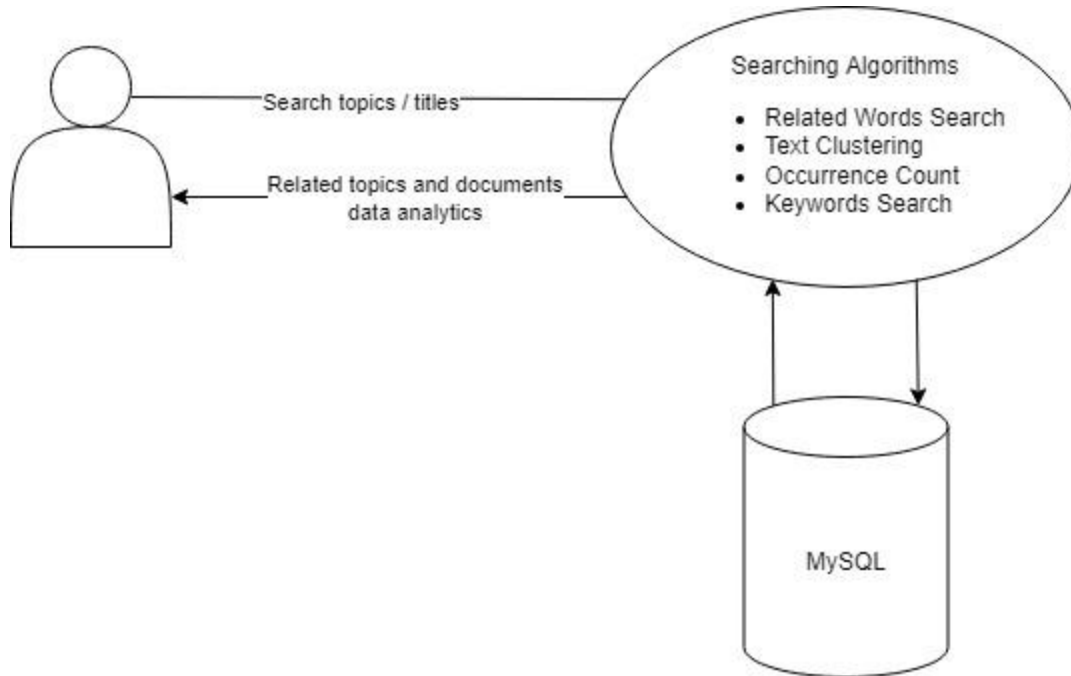 Searching Algorithms
Search topics / titles
• Related Words Search
• Text Clustering
• Occurrence Count
• Keywords Search
Related topics and documents
data analytics
MySQL